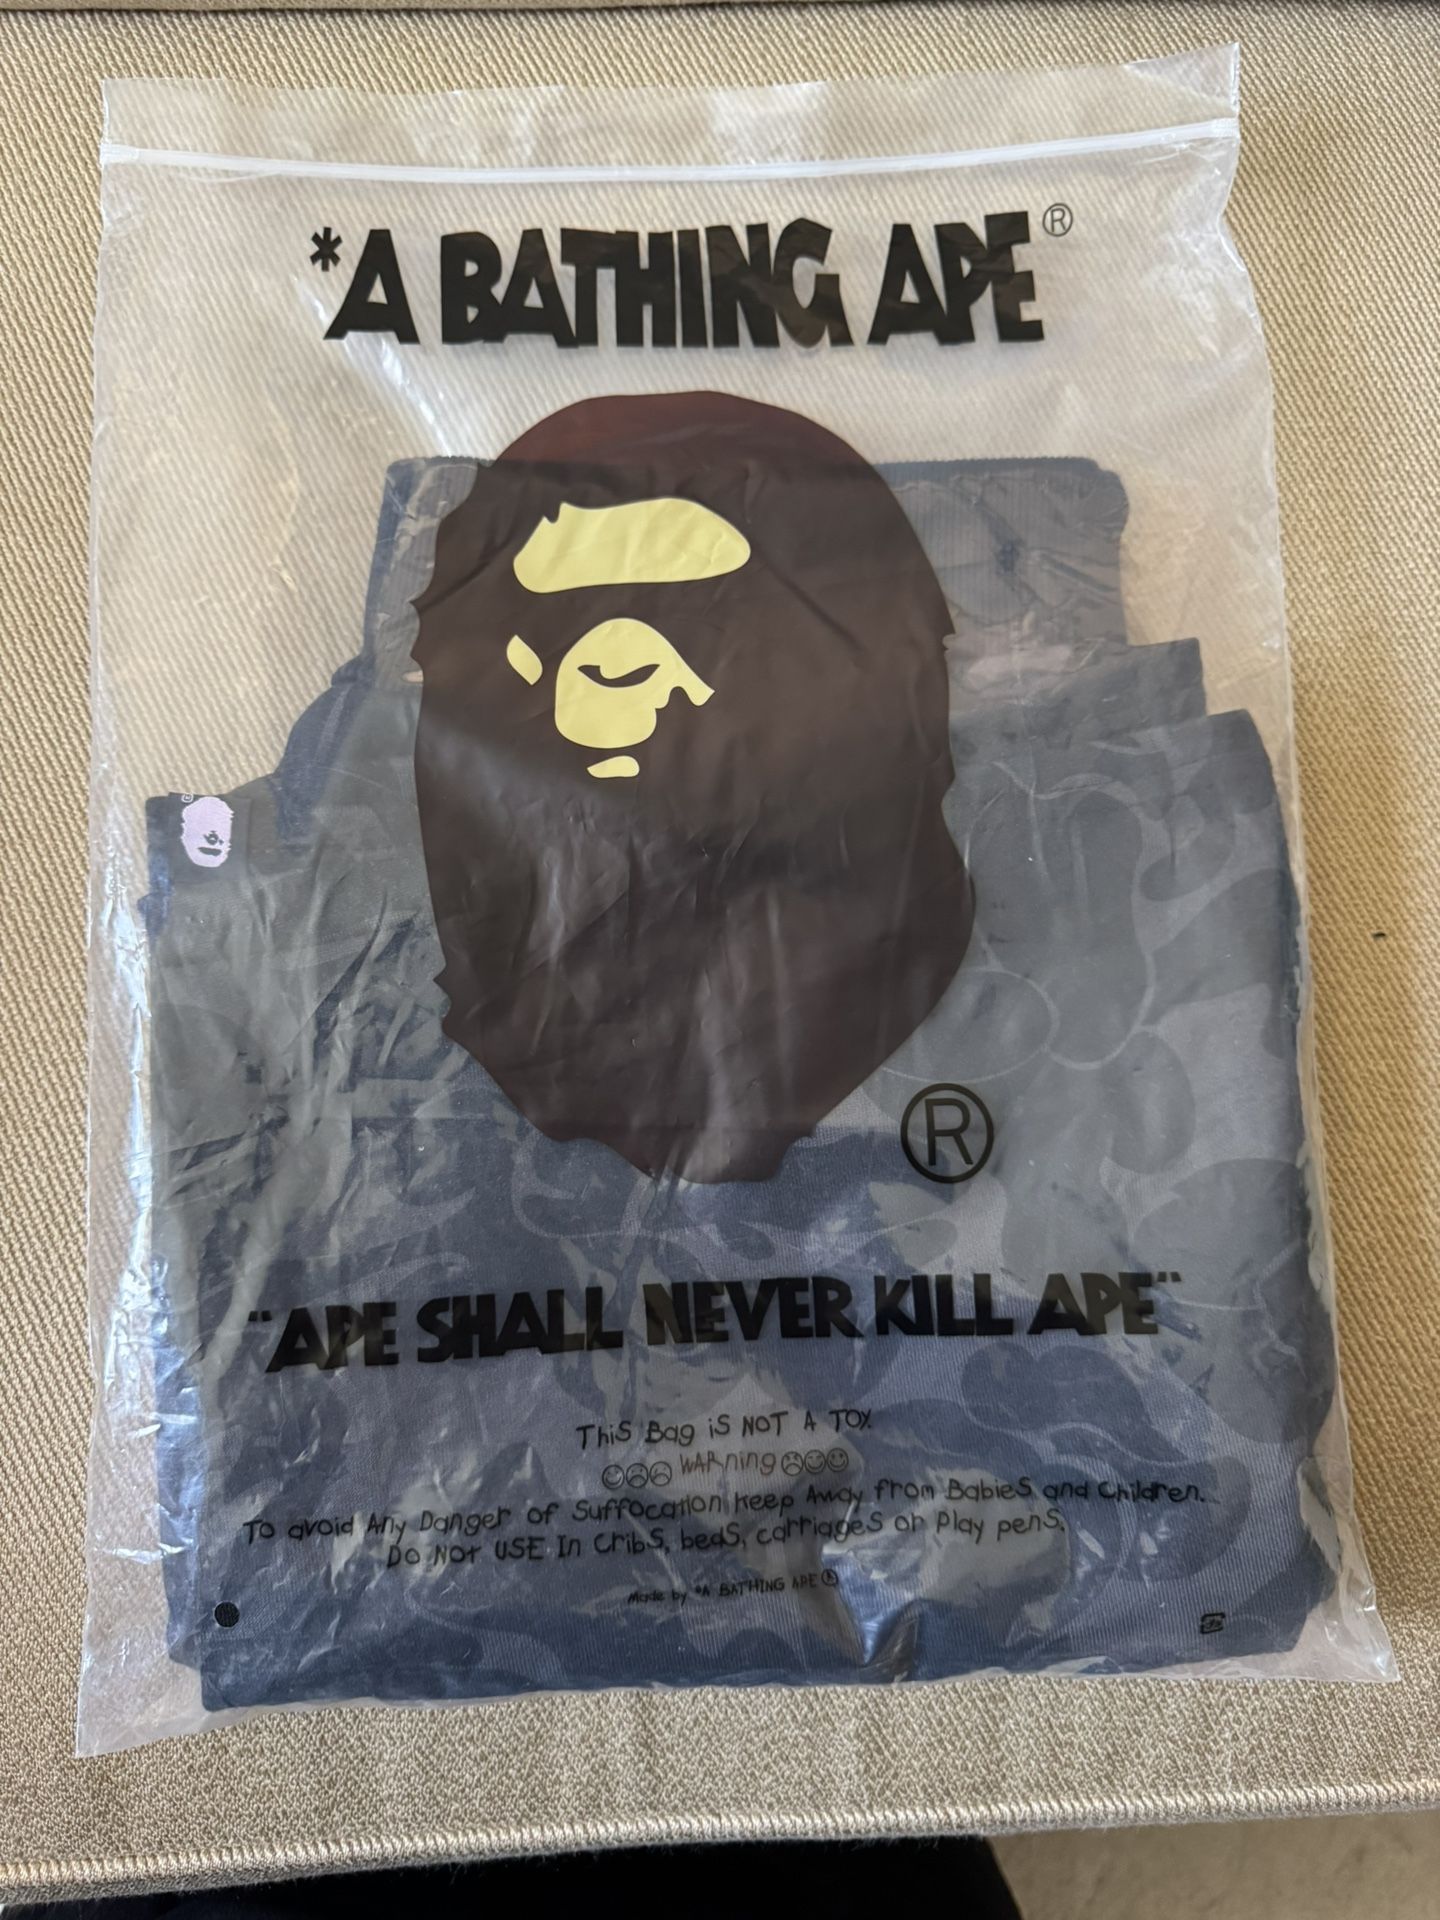 *A BATHING APE®
®
"APE SHALL NEVER KILL APE"
This Bag is NOT A TOY.
WARning
To avoid Any Danger of Suffocation Keep Away from Babies and Children.
Do Not USE In Cribs, beds, carriages or Play pens.
Made by *A BATHING APE®